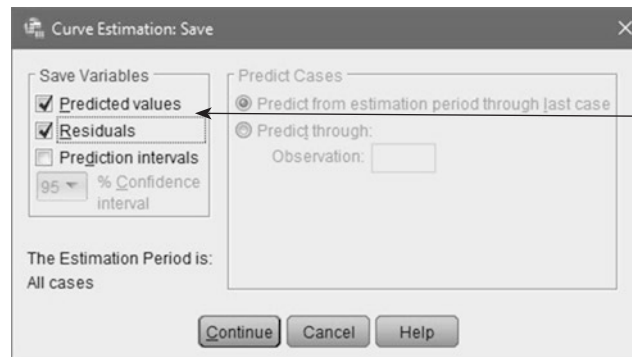 Curve Estimation: Save
Save Variables
Predicted values
Residuals
Prediction intervals
95 % Confidence
interval
The Estimation Period is:
All cases
Predict Cases
Predict from estimation period through last case
Predict through:
Observation:
Continue Cancel Help